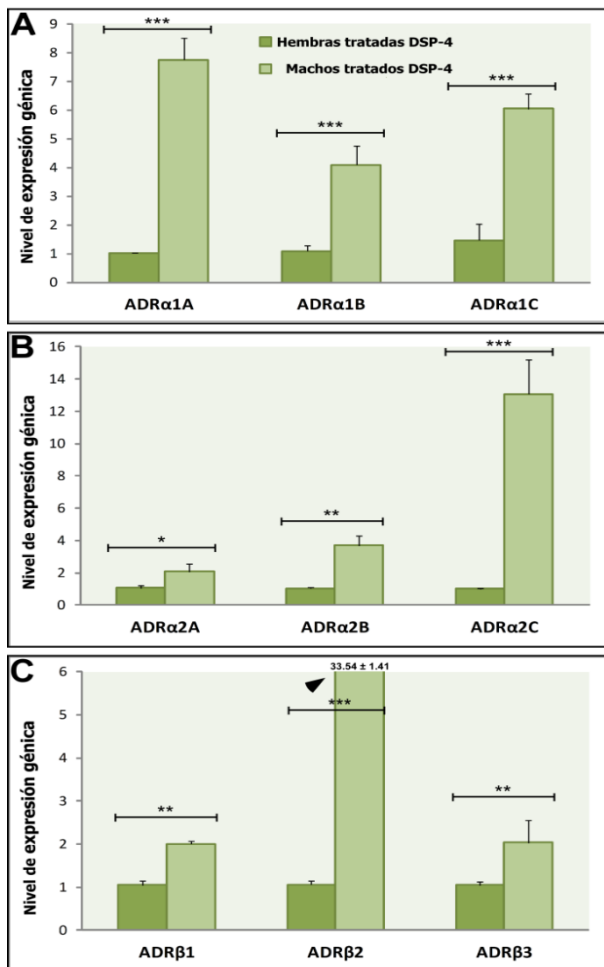 A
Nivel de expresión génica
9
8
7
6
5
4
3
2
1
0
***
***
***
Hembras tratadas DSP-4
Machos tratados DSP-4
ADRα1A ADRα1B ADRα1C
B
Nivel de expresión génica
16
14
12
10
8
6
4
2
0
*
**
***
ADRα2A ADRα2B ADRα2C
C
Nivel de expresión génica
6
5
4
3
2
1
0
33.54 ± 1.41
**
***
**
ADRβ1 ADRβ2 ADRβ3